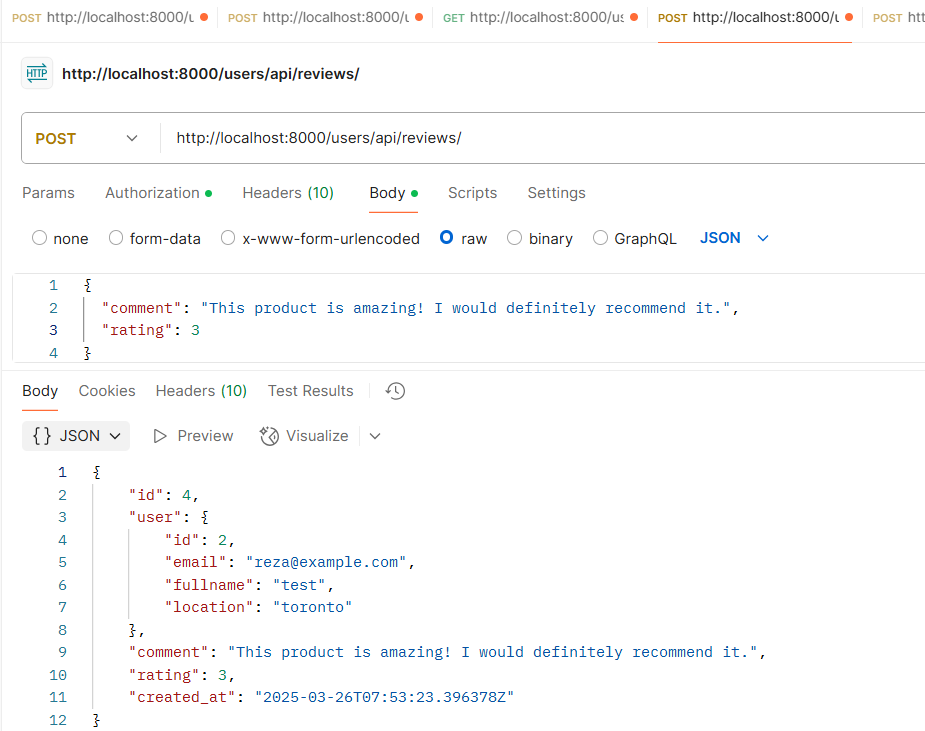 POST http://localhost:8000/u POST http://localhost:8000/u GET http://localhost:8000/us POST http://localhost:8000/u POST htt
HTTP http://localhost:8000/users/api/reviews/
POST http://localhost:8000/users/api/reviews/
Params Authorization Headers (10) Body Scripts Settings
none form-data x-www-form-urlencoded raw binary GraphQL JSON
1 {
2 "comment": "This product is amazing! I would definitely recommend it.",
3 "rating": 3
4 }
Body Cookies Headers (10) Test Results
{} JSON Preview Visualize
1 {
2 "id": 4,
3 "user": {
4 "id": 2,
5 "email": "reza@example.com",
6 "fullname": "test",
7 "location": "toronto"
8 },
9 "comment": "This product is amazing! I would definitely recommend it.",
10 "rating": 3,
11 "created_at": "2025-03-26T07:53:23.396378Z"
12 }